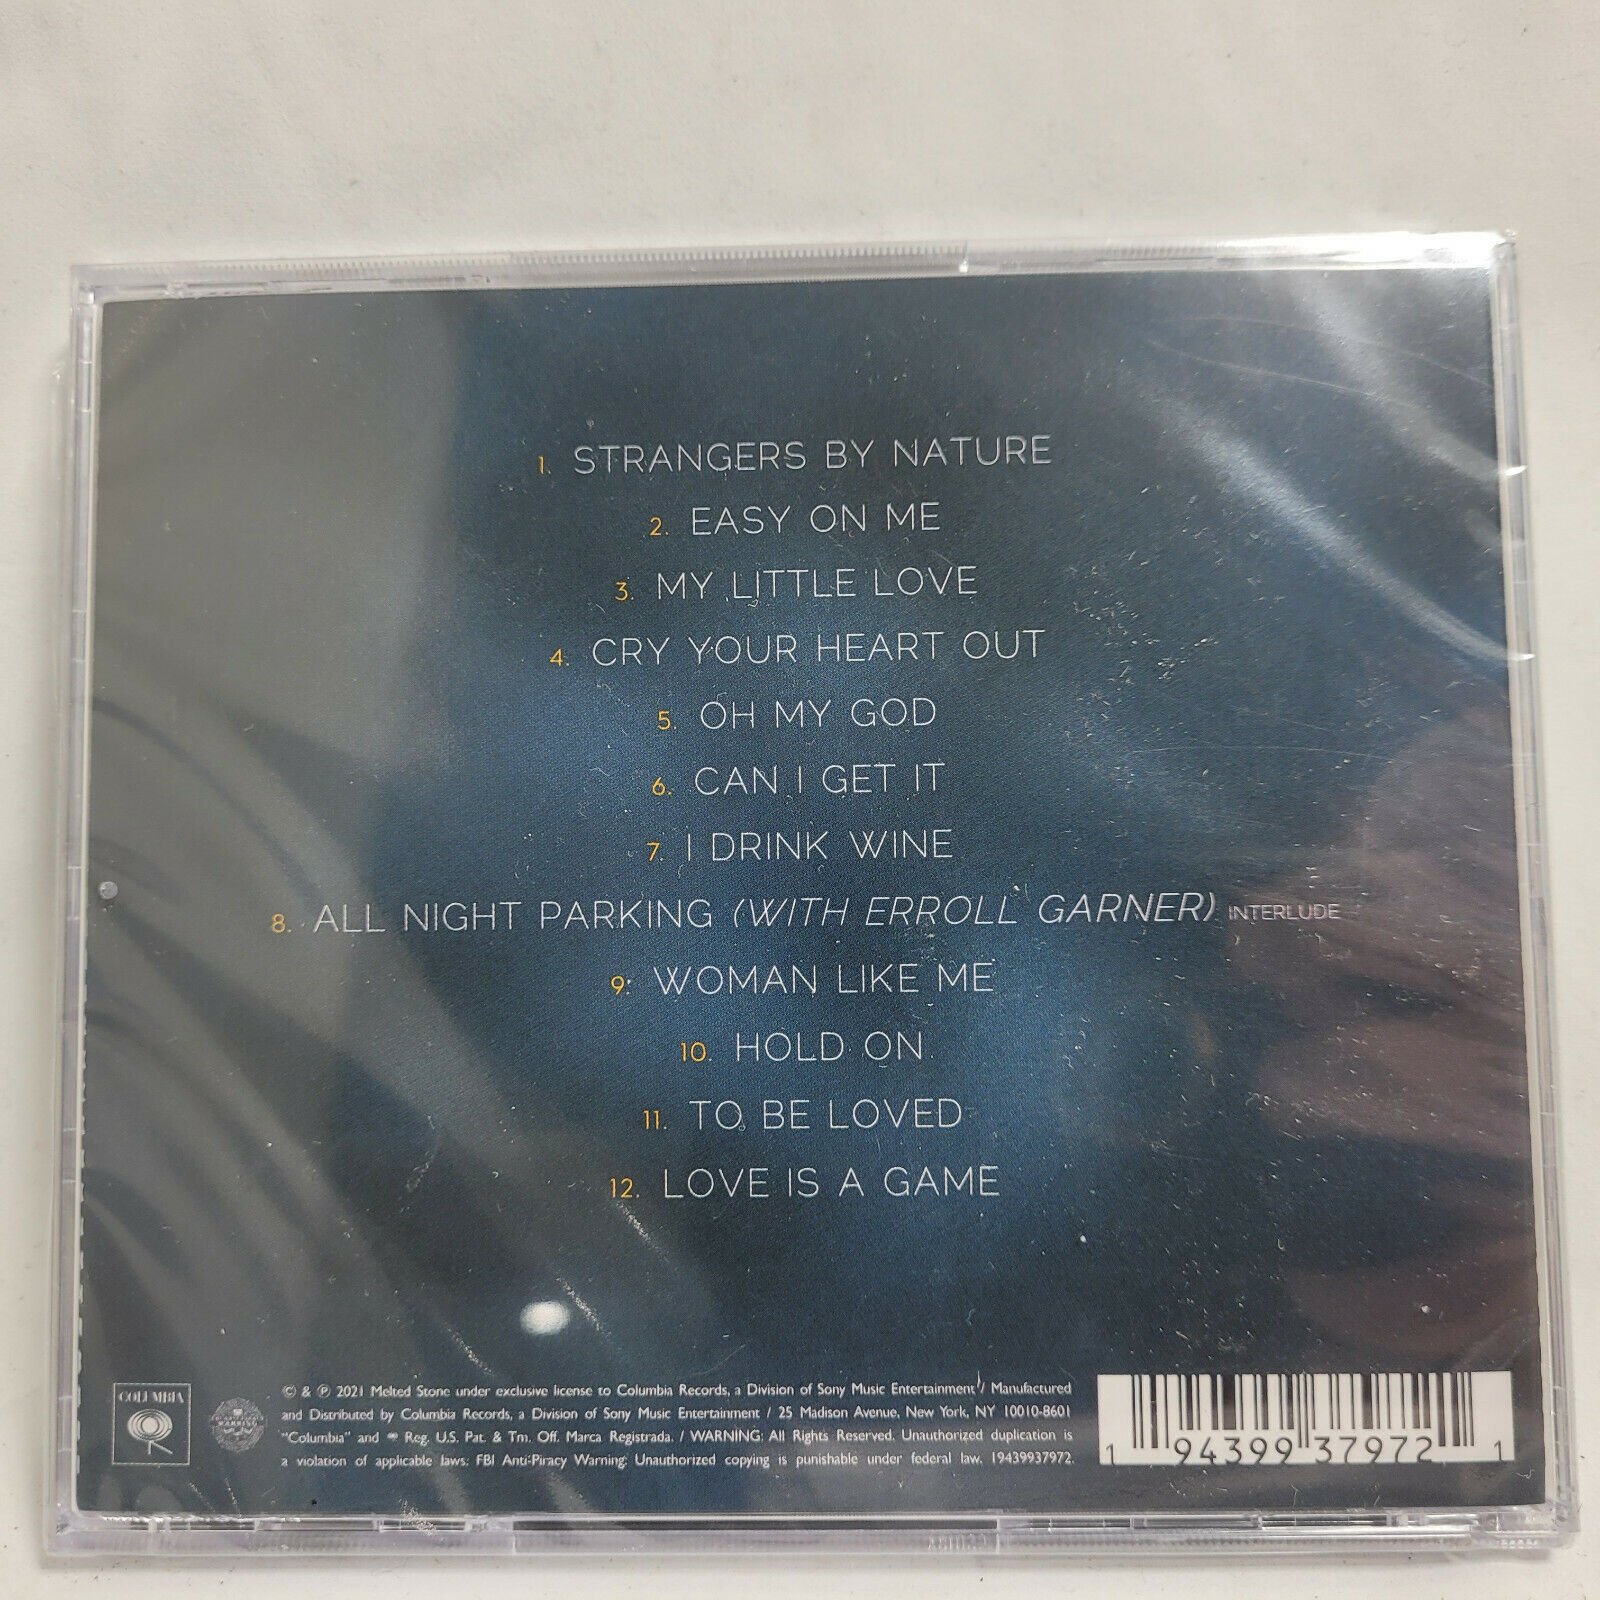 1. STRANGERS BY NATURE
2. EASY ON ME
3. MY LITTLE LOVE
4. CRY YOUR HEART OUT
5. OH MY GOD
6. CAN I GET IT
7. I DRINK WINE
8. ALL NIGHT PARKING (WITH ERROLL GARNER) INTERLUDE
9. WOMAN LIKE ME
10. HOLD ON
11. TO BE LOVED
12. LOVE IS A GAME
COLUMBIA
© & ℗ 2021 Melted Stone under exclusive license to Columbia Records, a Division of Sony Music Entertainment / Manufactured
and Distributed by Columbia Records, a Division of Sony Music Entertainment / 25 Madison Avenue, New York, NY 10010-8601
"Columbia" and Reg. U.S. Pat. & Tm. Off. Marca Registrada. / WARNING: All Rights Reserved. Unauthorized duplication is
a violation of applicable laws. FBI Anti-Piracy Warning: Unauthorized copying is punishable under federal law. 19439937972
1 94399 37972 1